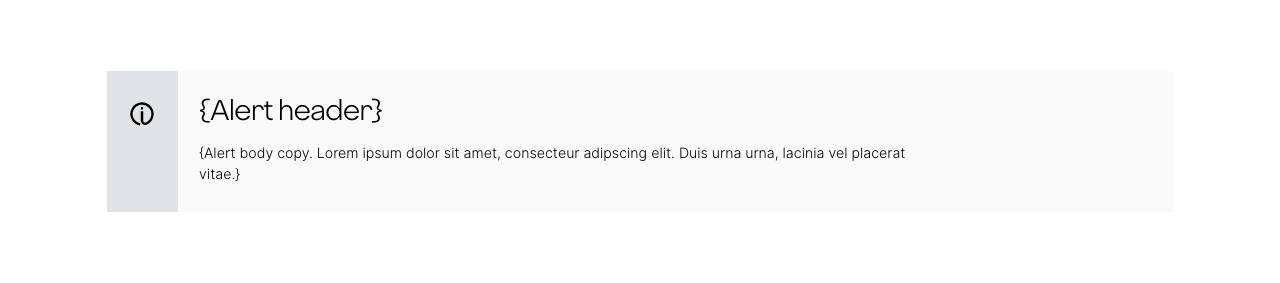 {Alert header}
{Alert body copy. Lorem ipsum dolor sit amet, consecteur adipscing elit. Duis urna urna, lacinia vel placerat
vitae.}